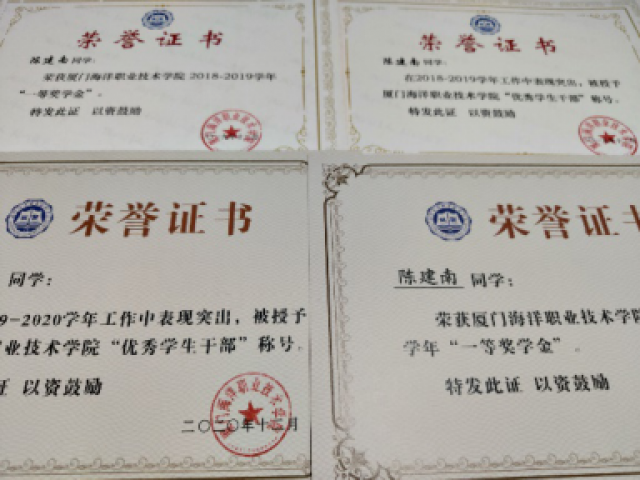 荣誉证书
陈建南同学:
荣获厦门海洋职业技术学院 2018-2019学年
“一等奖学金”。
特发此证 以资鼓励
荣誉证书
陈建南同学:
在2018-2019学年工作中表现突出,被授予
厦门海洋职业技术学院“优秀学生干部”称号。
特发此证 以资鼓励
荣誉证书
同学:
9-2020学年工作中表现突出,被授予
业技术学院“优秀学生干部”称号。
证 以资鼓励
二〇二〇年十 月
荣誉证书
陈建南 同学:
荣获厦门海洋职业技术学院
学年“一等奖学金”。
特发此证 以资鼓励